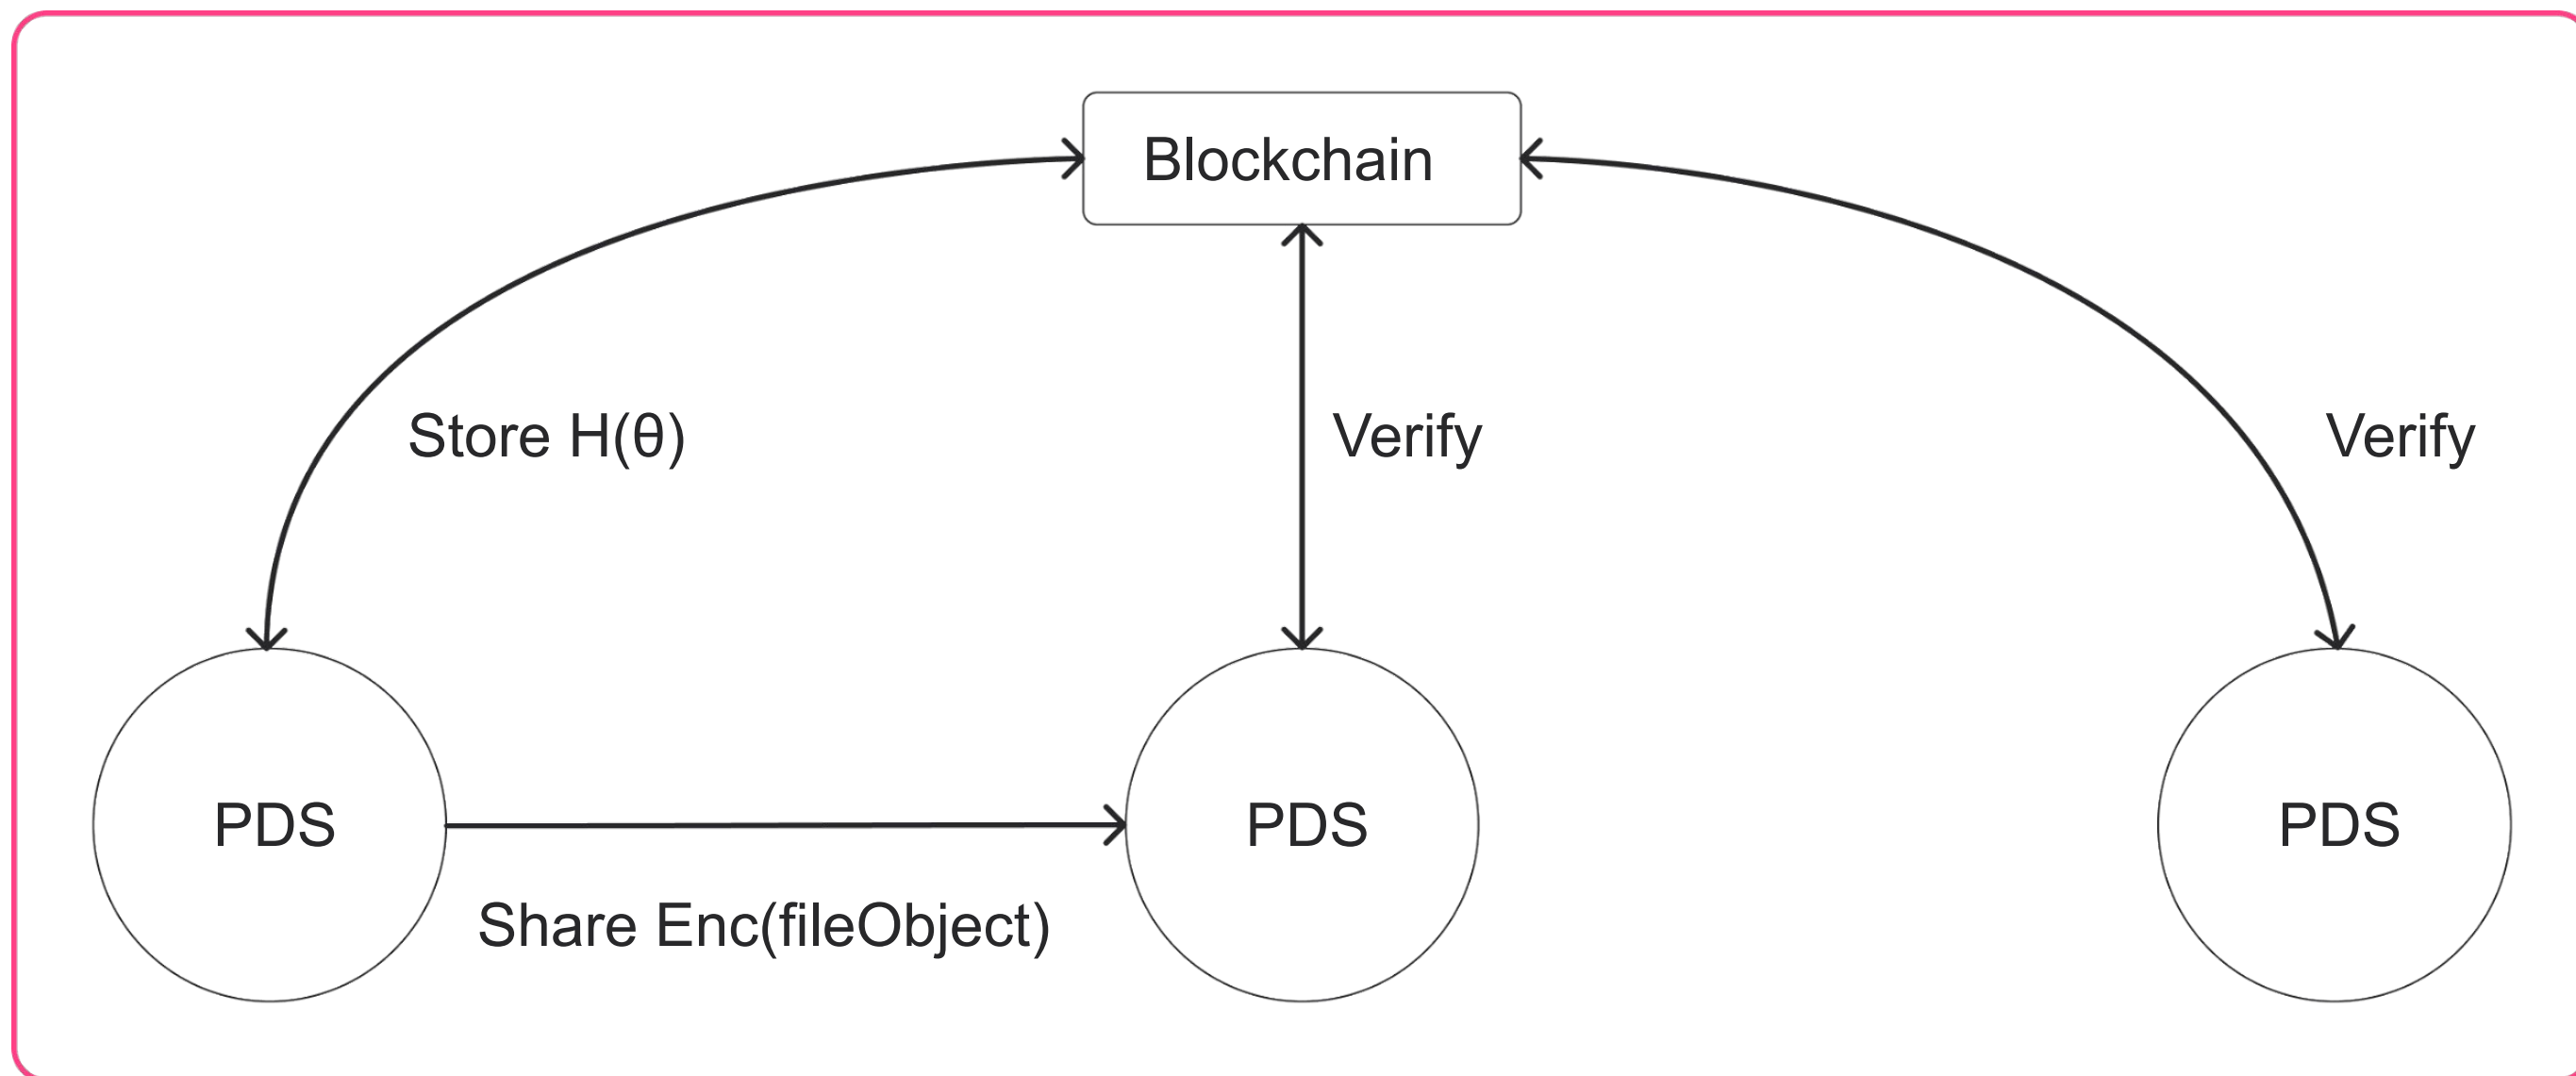 Blockchain
Store H(θ)
Verify
Verify
PDS
PDS
PDS
Share Enc(fileObject)